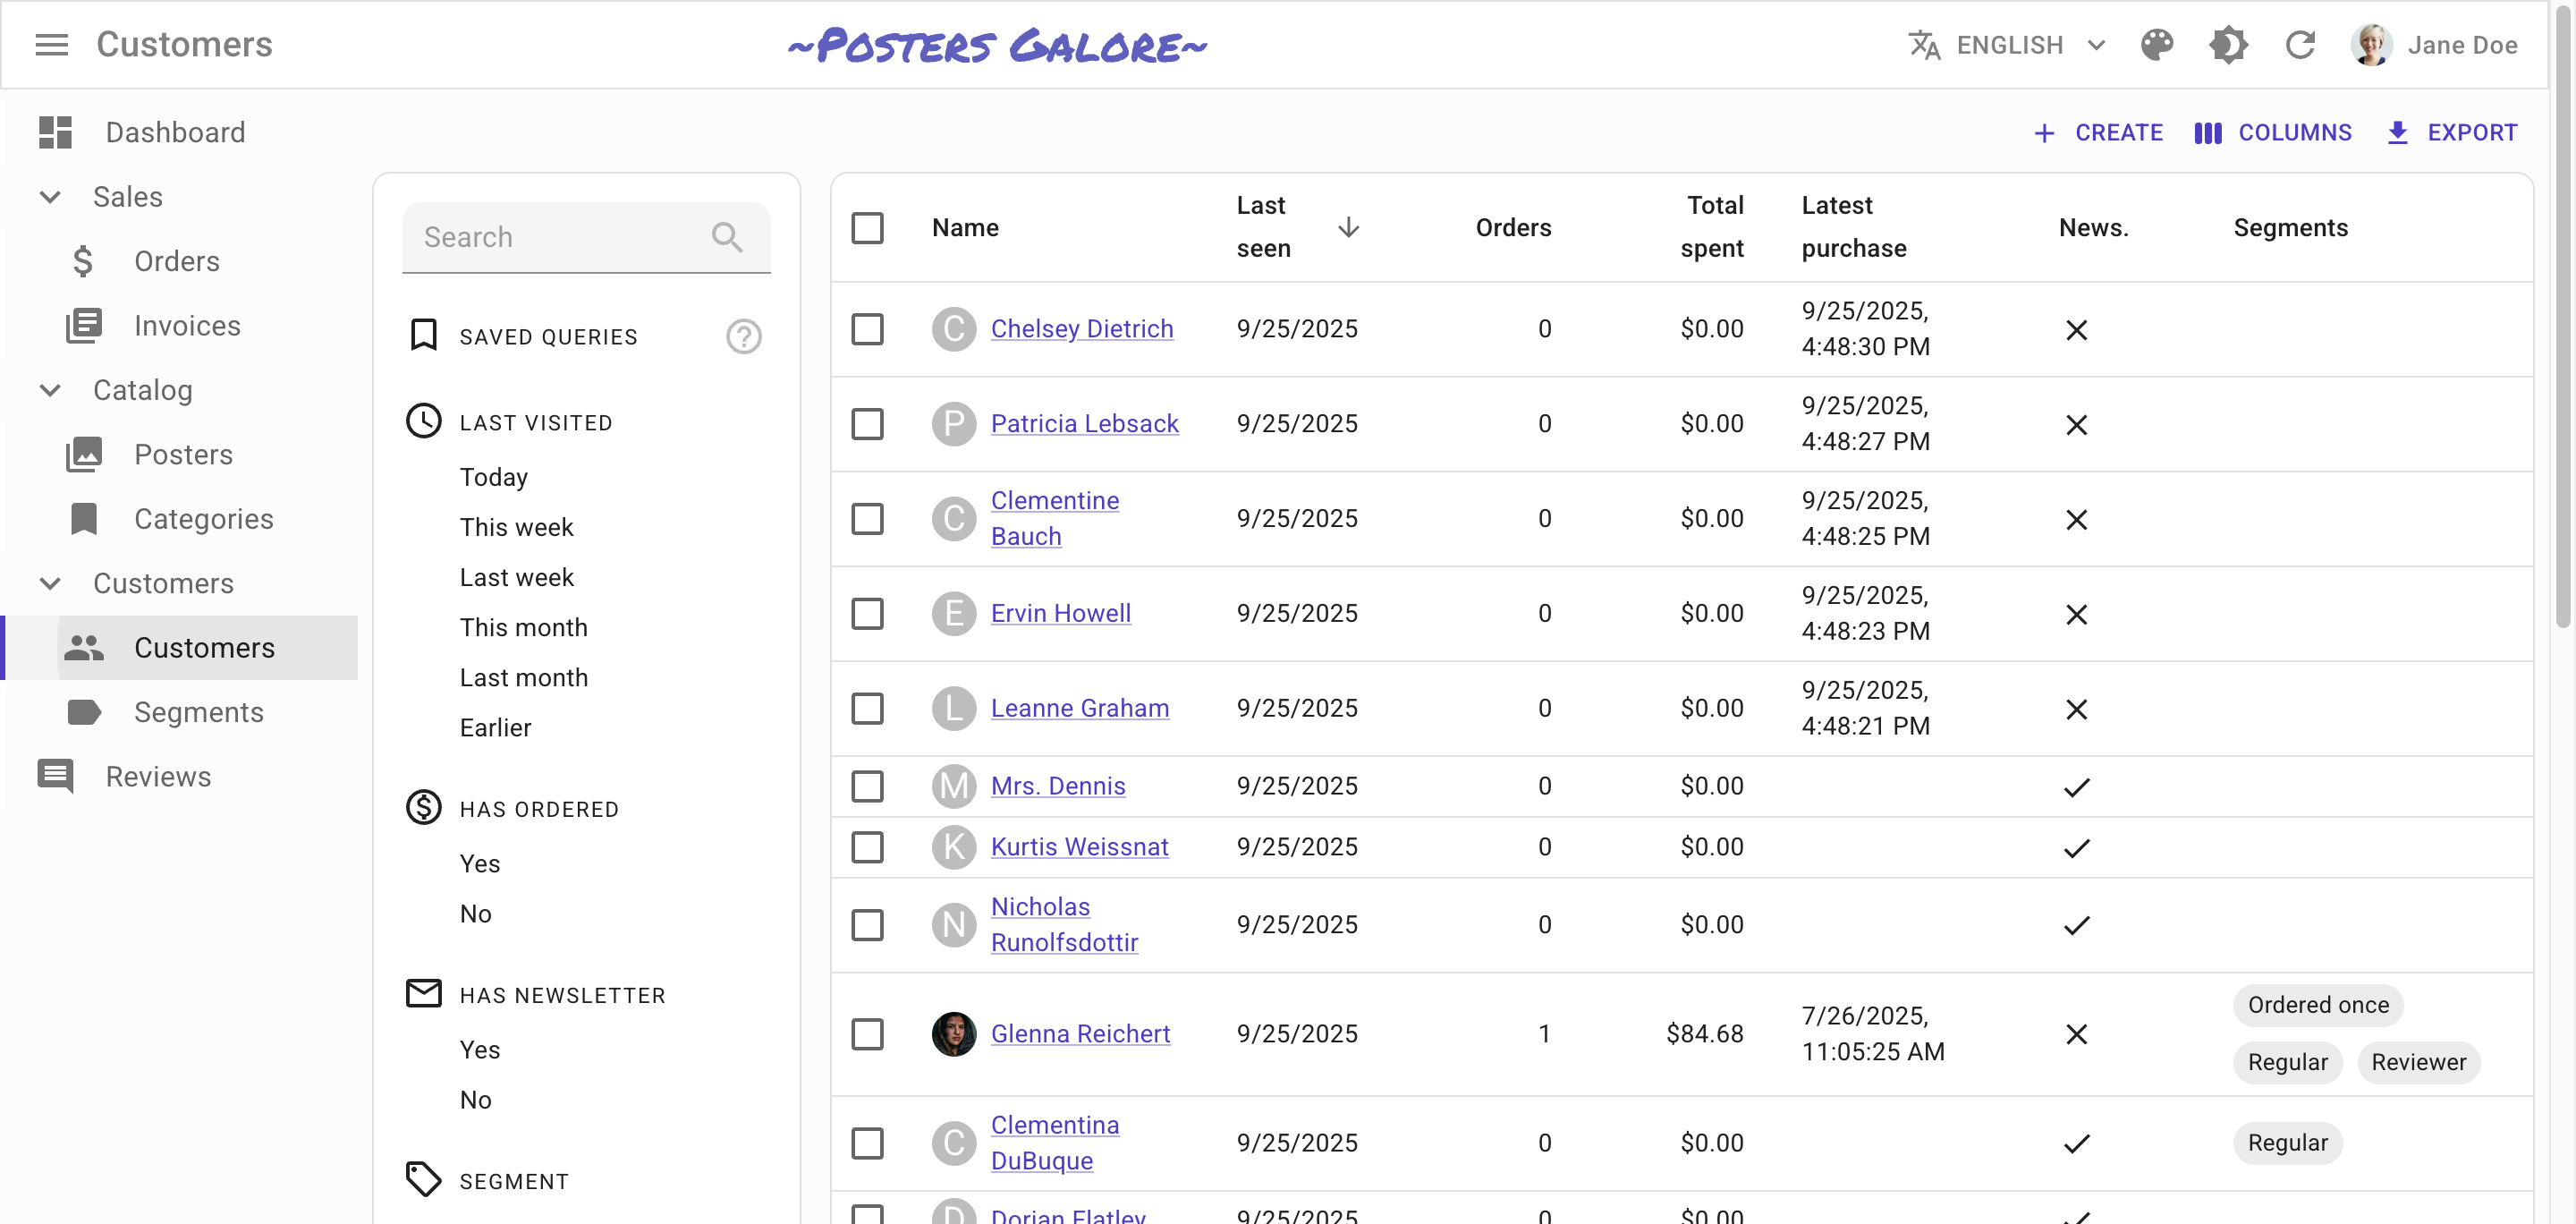 Customers
~Posters Galore~
ENGLISH
Jane Doe
Dashboard
Sales
Orders
Invoices
Catalog
Posters
Categories
Customers
Customers
Segments
Reviews
CREATE
COLUMNS
EXPORT
Search
SAVED QUERIES
?
LAST VISITED
Today
This week
Last week
This month
Last month
Earlier
HAS ORDERED
Yes
No
HAS NEWSLETTER
Yes
No
SEGMENT
Name
Last seen
Orders
Total spent
Latest purchase
News.
Segments
C Chelsey Dietrich 9/25/2025 0 $0.00 9/25/2025, 4:48:30 PM
P Patricia Lebsack 9/25/2025 0 $0.00 9/25/2025, 4:48:27 PM
C Clementine Bauch 9/25/2025 0 $0.00 9/25/2025, 4:48:25 PM
E Ervin Howell 9/25/2025 0 $0.00 9/25/2025, 4:48:23 PM
L Leanne Graham 9/25/2025 0 $0.00 9/25/2025, 4:48:21 PM
M Mrs. Dennis 9/25/2025 0 $0.00
K Kurtis Weissnat 9/25/2025 0 $0.00
N Nicholas Runolfsdottir 9/25/2025 0 $0.00
Glenna Reichert 9/25/2025 1 $84.68 7/26/2025, 11:05:25 AM Ordered once Regular Reviewer
C Clementina DuBuque 9/25/2025 0 $0.00 Regular
D Dorian Flatley 9/25/2025 0 $0.00